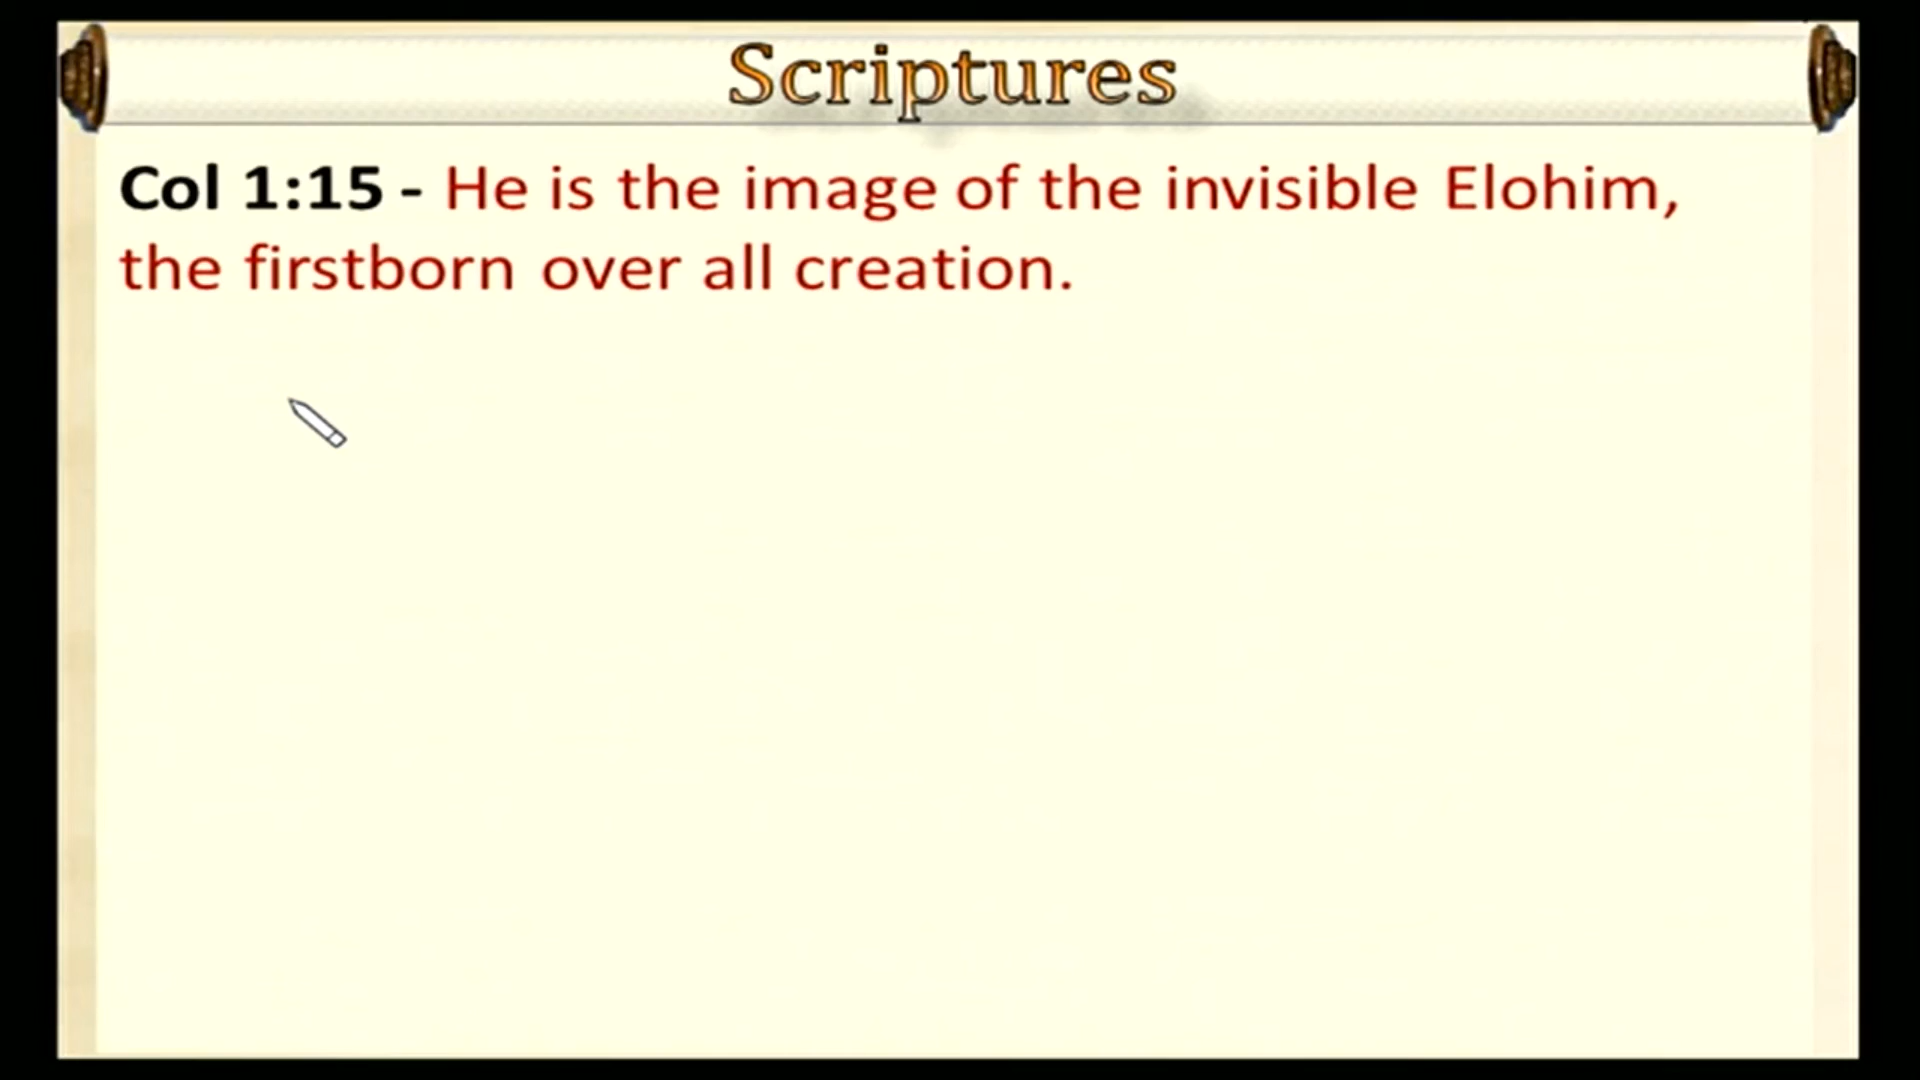 Scriptures
Col 1:15 - He is the image of the invisible Elohim,
the firstborn over all creation.